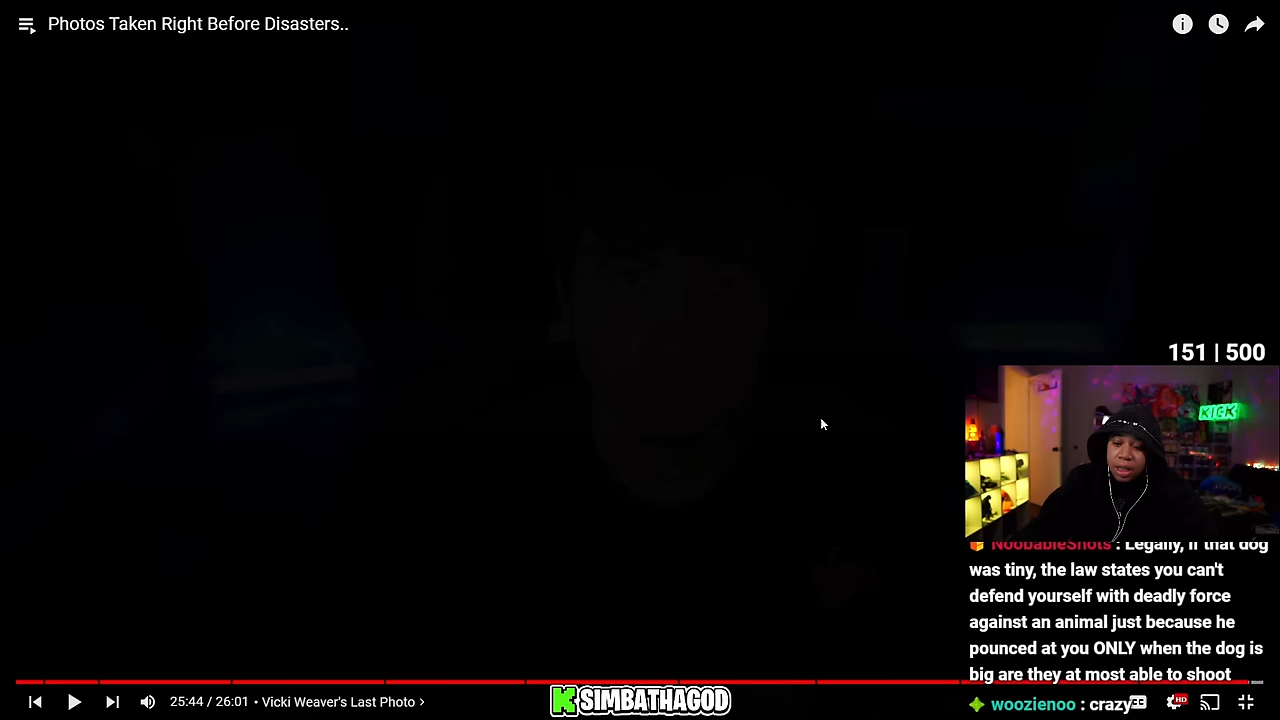 Photos Taken Right Before Disasters..
151 | 500
KICK
NoobableShots : Legally, if that dog
was tiny, the law states you can't
defend yourself with deadly force
against an animal just because he
pounced at you ONLY when the dog is
big are they at most able to shoot
woozienoo : crazy
25:44 / 26:01 • Vicki Weaver's Last Photo >
K SIMBATHAGOD
CC
HD